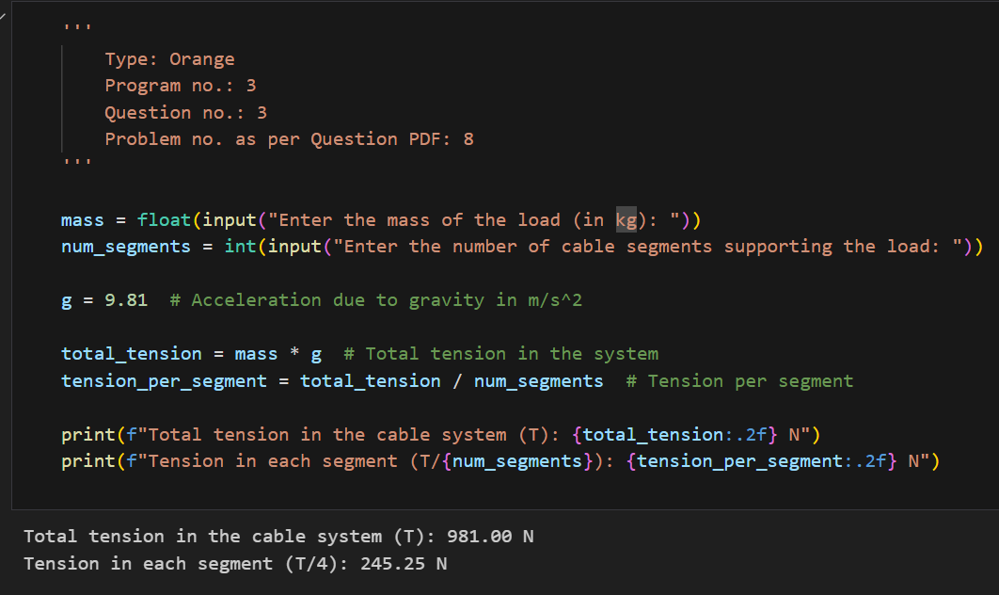 '''
Type: Orange
Program no.: 3
Question no.: 3
Problem no. as per Question PDF: 8
'''
mass = float(input("Enter the mass of the load (in kg): "))
num_segments = int(input("Enter the number of cable segments supporting the load: "))
g = 9.81  # Acceleration due to gravity in m/s^2
total_tension = mass * g  # Total tension in the system
tension_per_segment = total_tension / num_segments  # Tension per segment
print(f"Total tension in the cable system (T): {total_tension:.2f} N")
print(f"Tension in each segment (T/{num_segments}): {tension_per_segment:.2f} N")
Total tension in the cable system (T): 981.00 N
Tension in each segment (T/4): 245.25 N